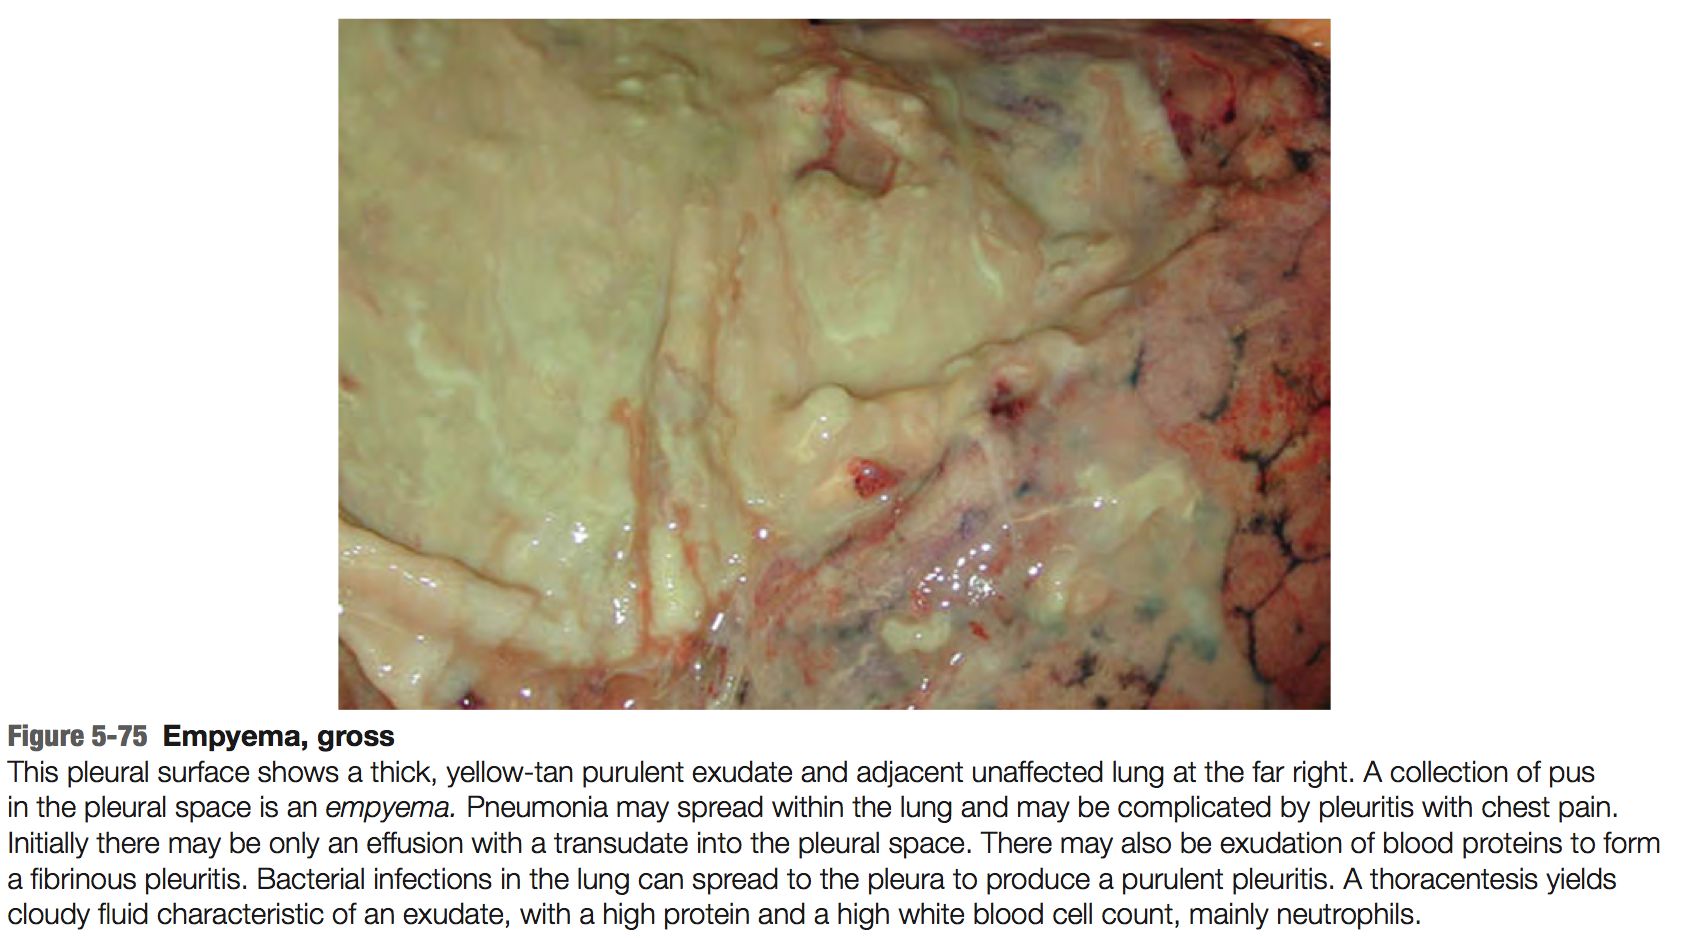 Figure 5-75 Empyema, gross
This pleural surface shows a thick, yellow-tan purulent exudate and adjacent unaffected lung at the far right. A collection of pus
in the pleural space is an empyema. Pneumonia may spread within the lung and may be complicated by pleuritis with chest pain.
Initially there may be only an effusion with a transudate into the pleural space. There may also be exudation of blood proteins to form
a fibrinous pleuritis. Bacterial infections in the lung can spread to the pleura to produce a purulent pleuritis. A thoracentesis yields
cloudy fluid characteristic of an exudate, with a high protein and a high white blood cell count, mainly neutrophils.